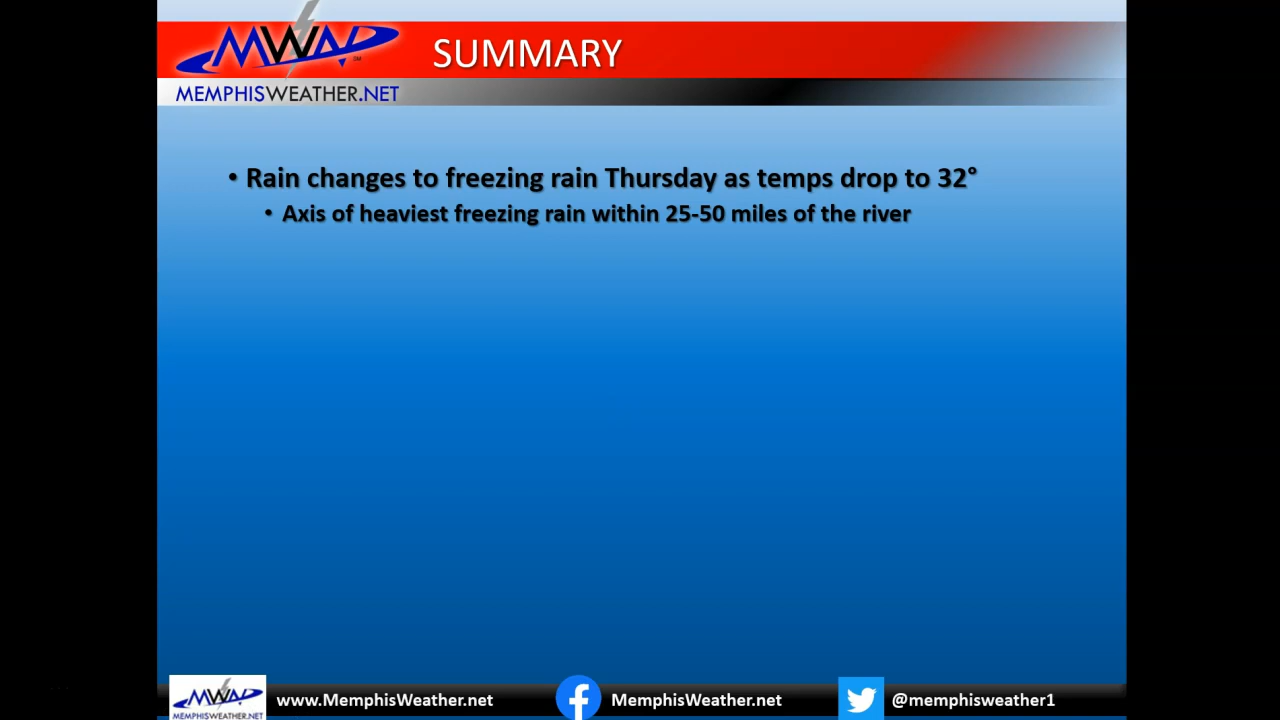 MWN
SM
SUMMARY
MEMPHISWEATHER.NET
• Rain changes to freezing rain Thursday as temps drop to 32°
• Axis of heaviest freezing rain within 25-50 miles of the river
MWN
MEMPHISWEATHER.NET
www.MemphisWeather.net
MemphisWeather.net
@memphisweather1